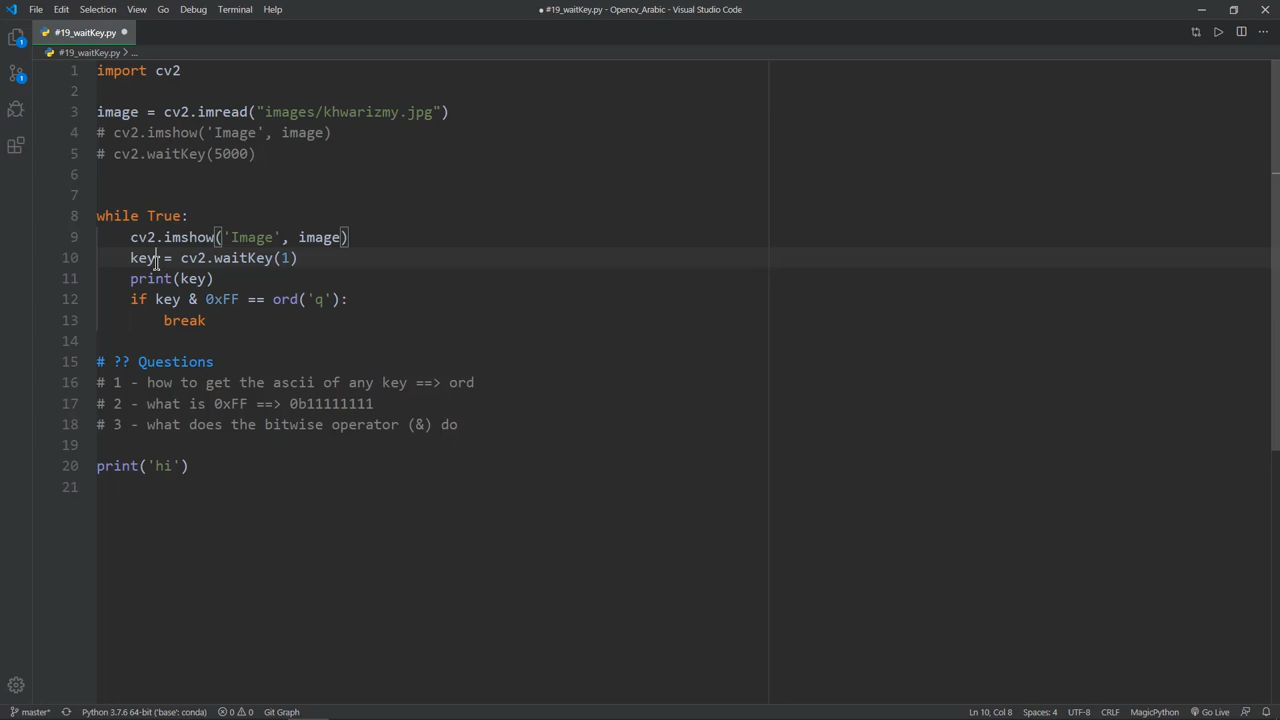 File Edit Selection View Go Debug Terminal Help
● #19_waitKey.py - Opencv_Arabic - Visual Studio Code
#19_waitKey.py
#19_waitKey.py > ...
1 import cv2
2
3 image = cv2.imread("images/khwarizmy.jpg")
4 # cv2.imshow('Image', image)
5 # cv2.waitKey(5000)
6
7
8 while True:
9 cv2.imshow('Image', image)
10 key = cv2.waitKey(1)
11 print(key)
12 if key & 0xFF == ord('q'):
13 break
14
15 # ?? Questions
16 # 1 - how to get the ascii of any key ==> ord
17 # 2 - what is 0xFF ==> 0b11111111
18 # 3 - what does the bitwise operator (&) do
19
20 print('hi')
21
1
1
master* Python 3.7.6 64-bit ('base': conda) 0 0 Git Graph Ln 10, Col 8 Spaces: 4 UTF-8 CRLF MagicPython Go Live